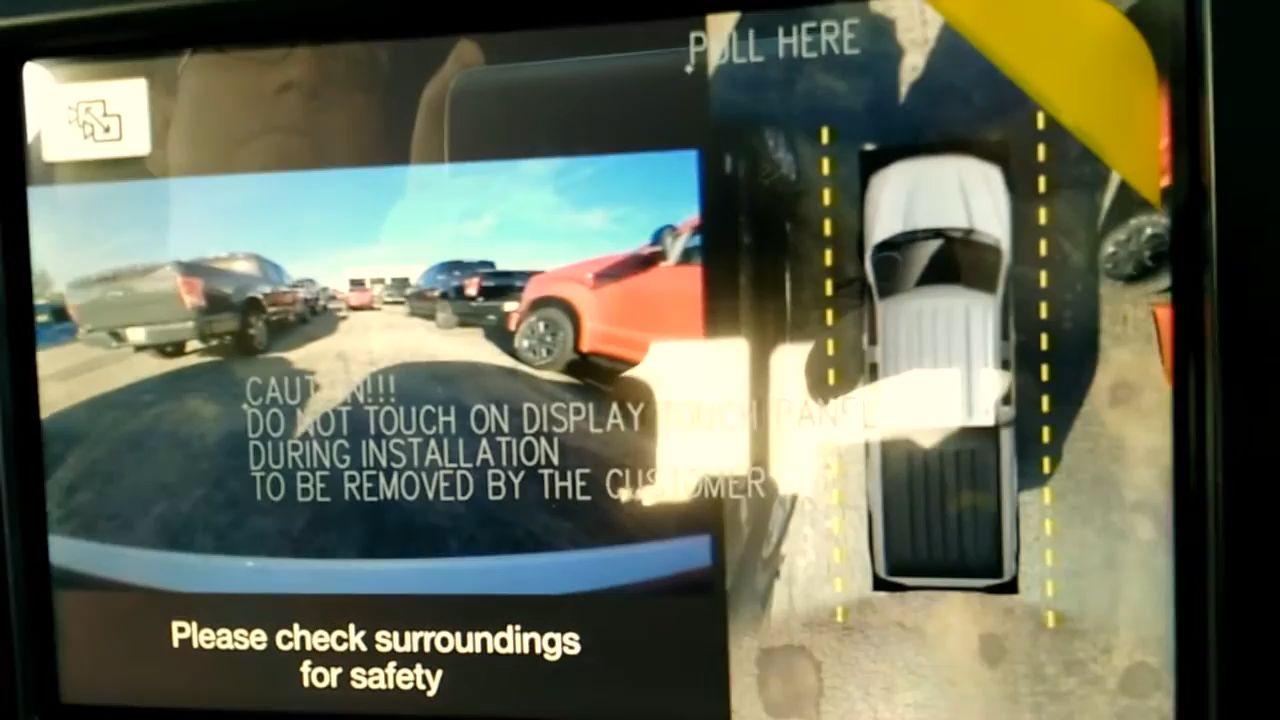 PULL HERE
CAUTION!!!
DO NOT TOUCH ON DISPLAY TOUCH PANEL
DURING INSTALLATION
TO BE REMOVED BY THE CUSTOMER
Please check surroundings
for safety